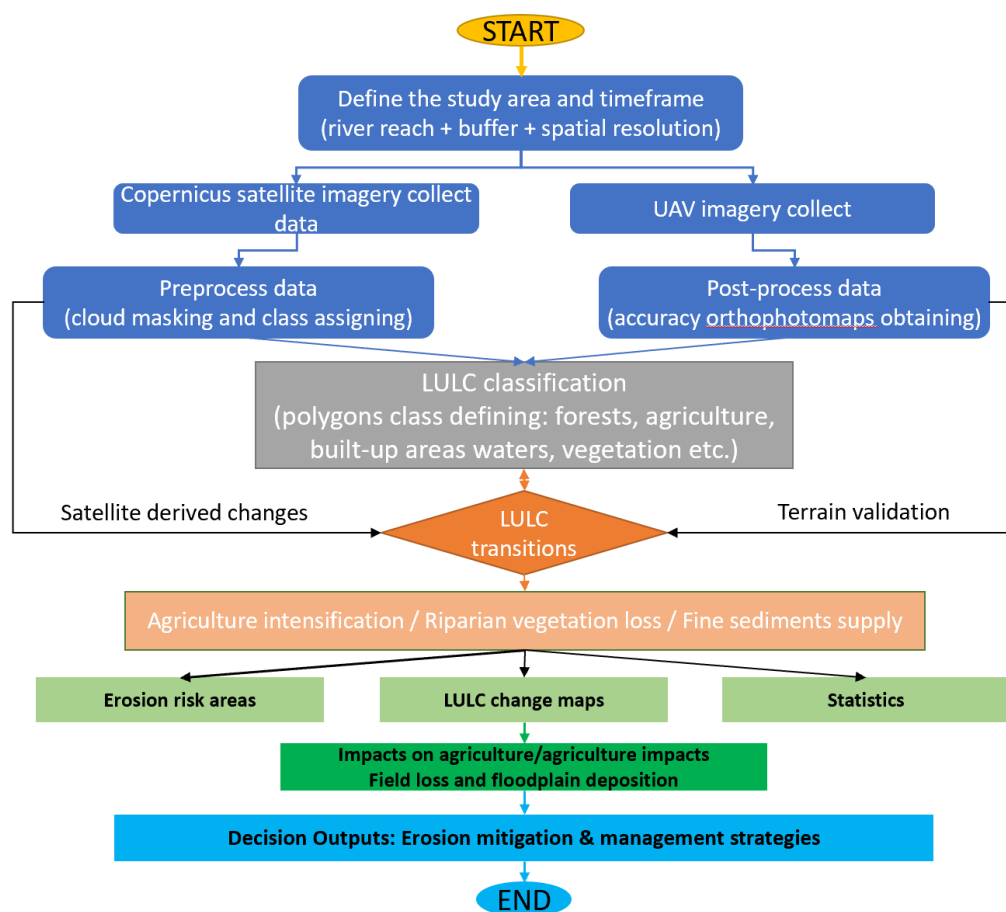 START
Define the study area and timeframe
(river reach + buffer + spatial resolution)
Copernicus satellite imagery collect
data
UAV imagery collect
Preprocess data
(cloud masking and class assigning)
Post-process data
(accuracy orthophotomaps obtaining)
LULC classification
(polygons class defining: forests, agriculture,
built-up areas waters, vegetation etc.)
Satellite derived changes
LULC
transitions
Terrain validation
Agriculture intensification / Riparian vegetation loss / Fine sediments supply
Erosion risk areas
LULC change maps
Statistics
Impacts on agriculture/agriculture impacts
Field loss and floodplain deposition
Decision Outputs: Erosion mitigation & management strategies
END